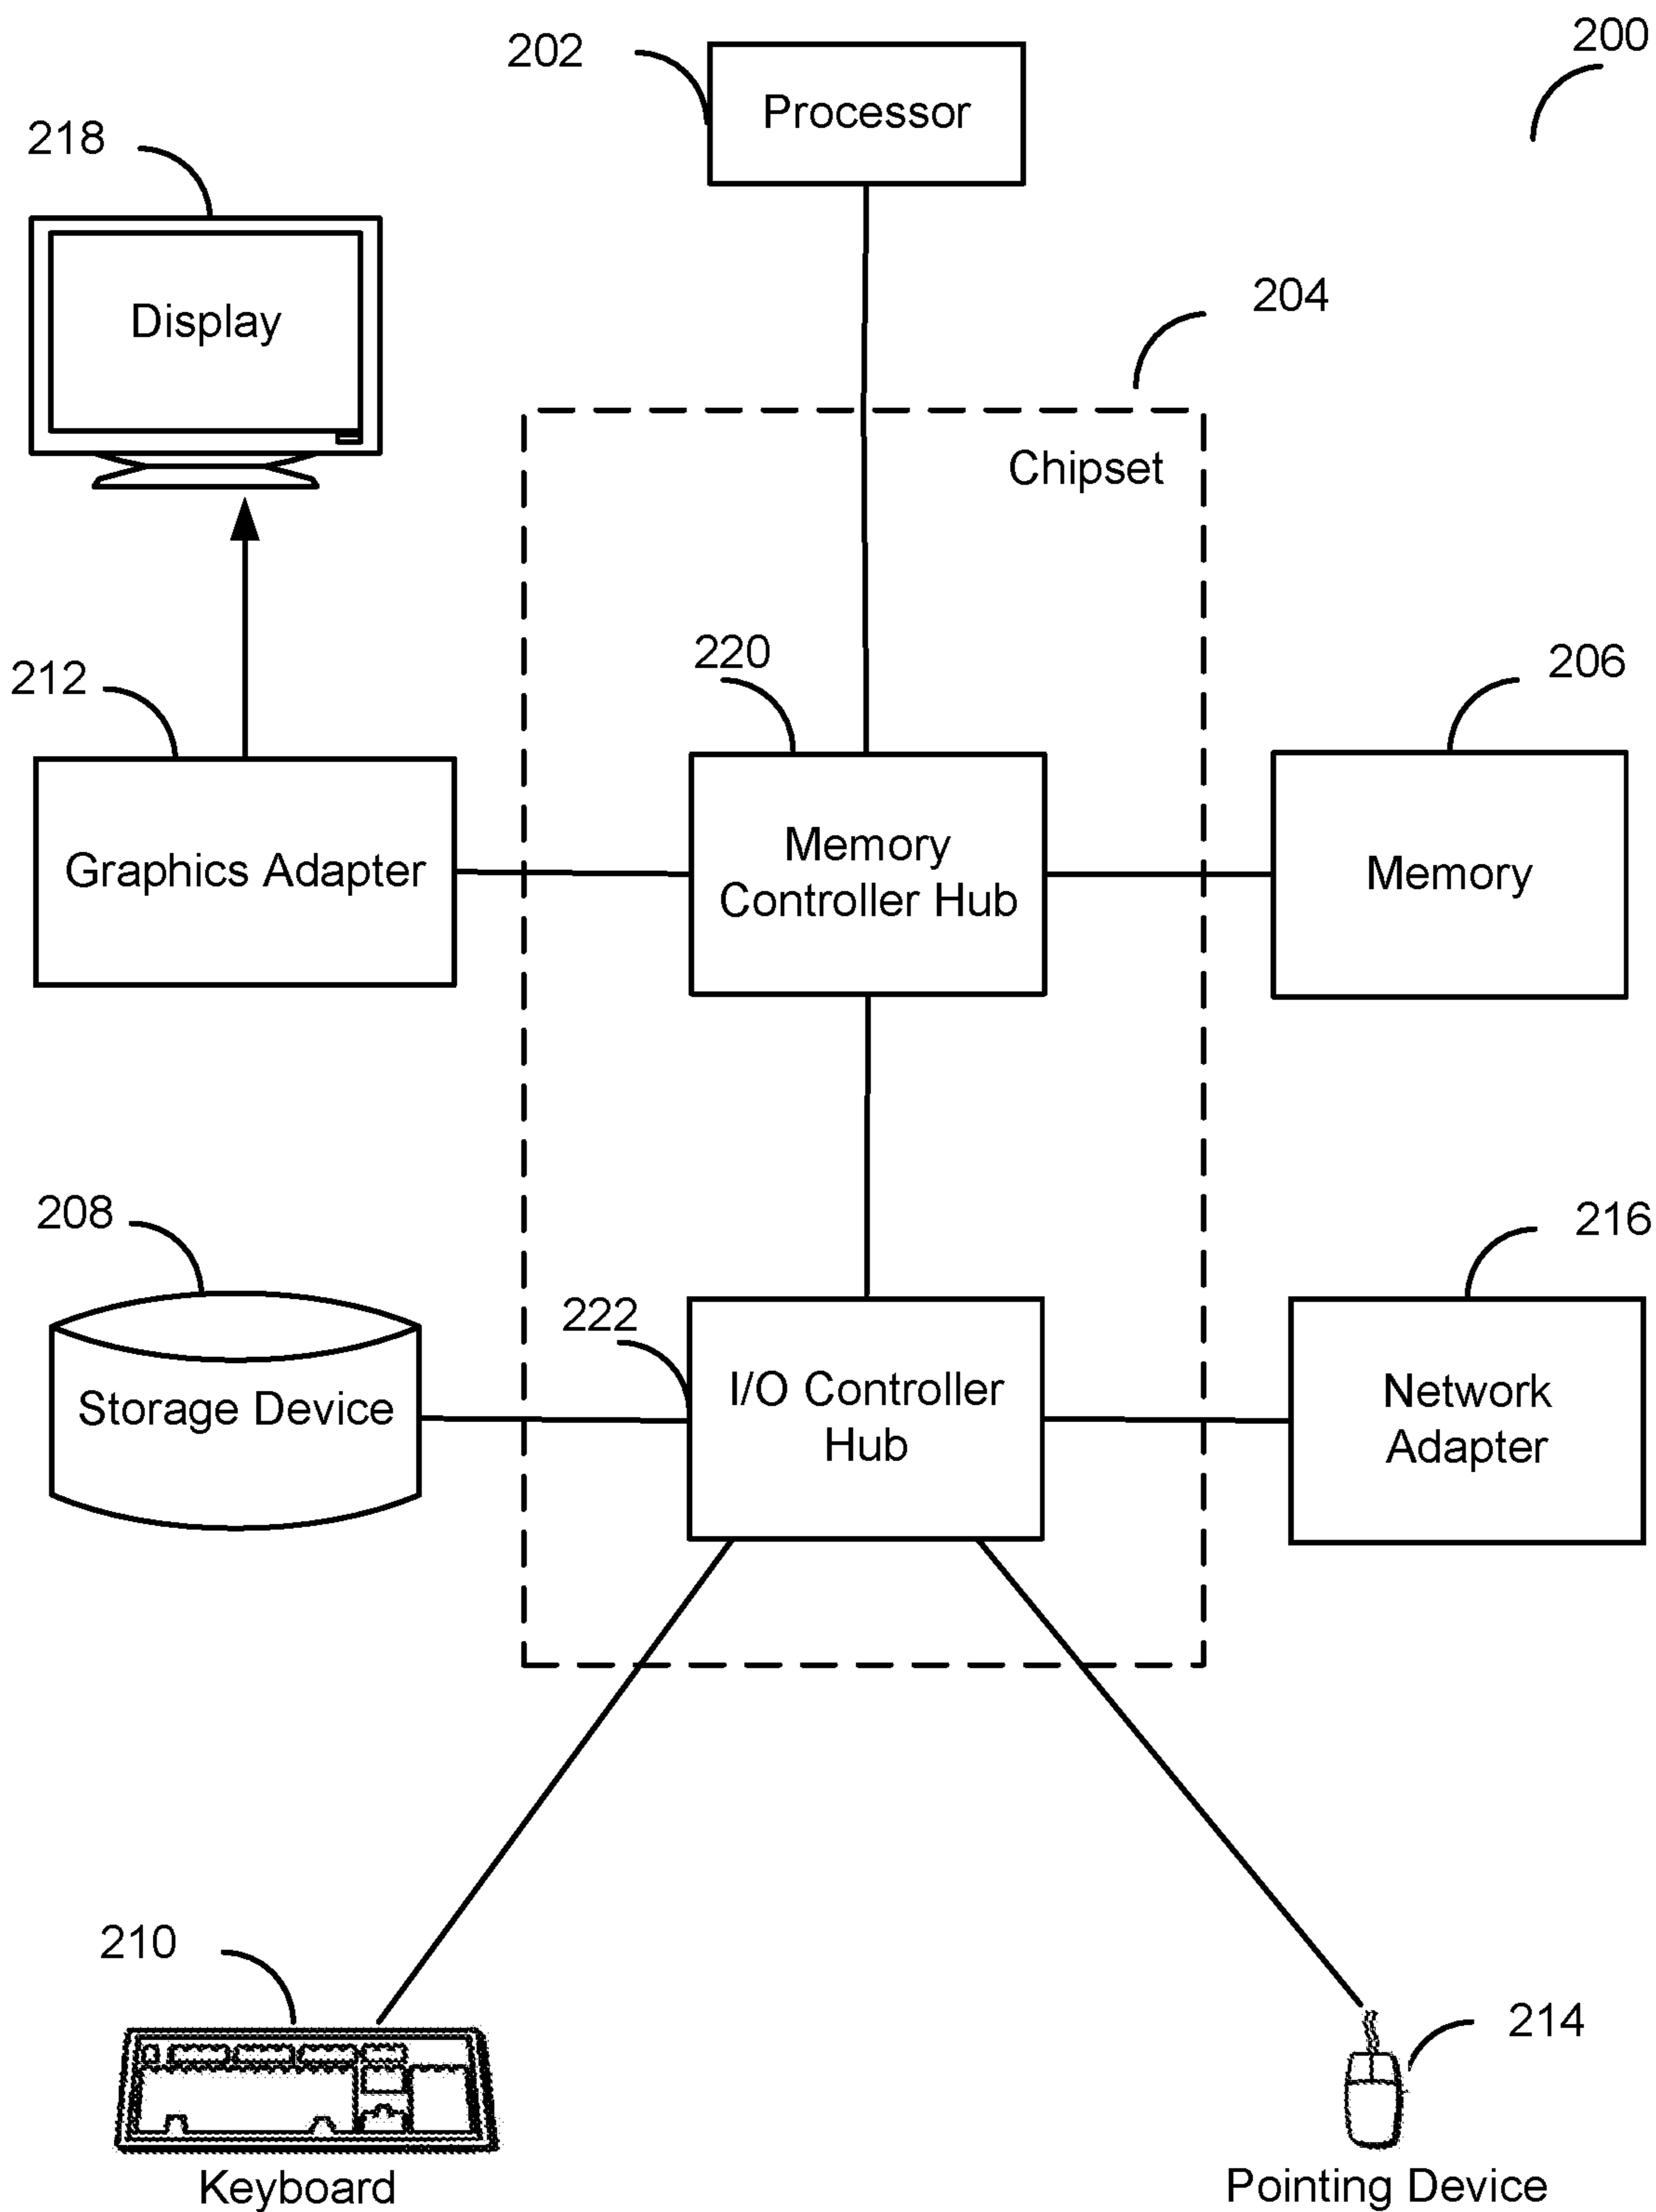 202
Processor
200
218
Display
204
Chipset
220
212
206
Graphics Adapter
Memory
Controller Hub
Memory
208
216
222
Storage Device
I/O Controller
Hub
Network
Adapter
210
Keyboard
214
Pointing Device